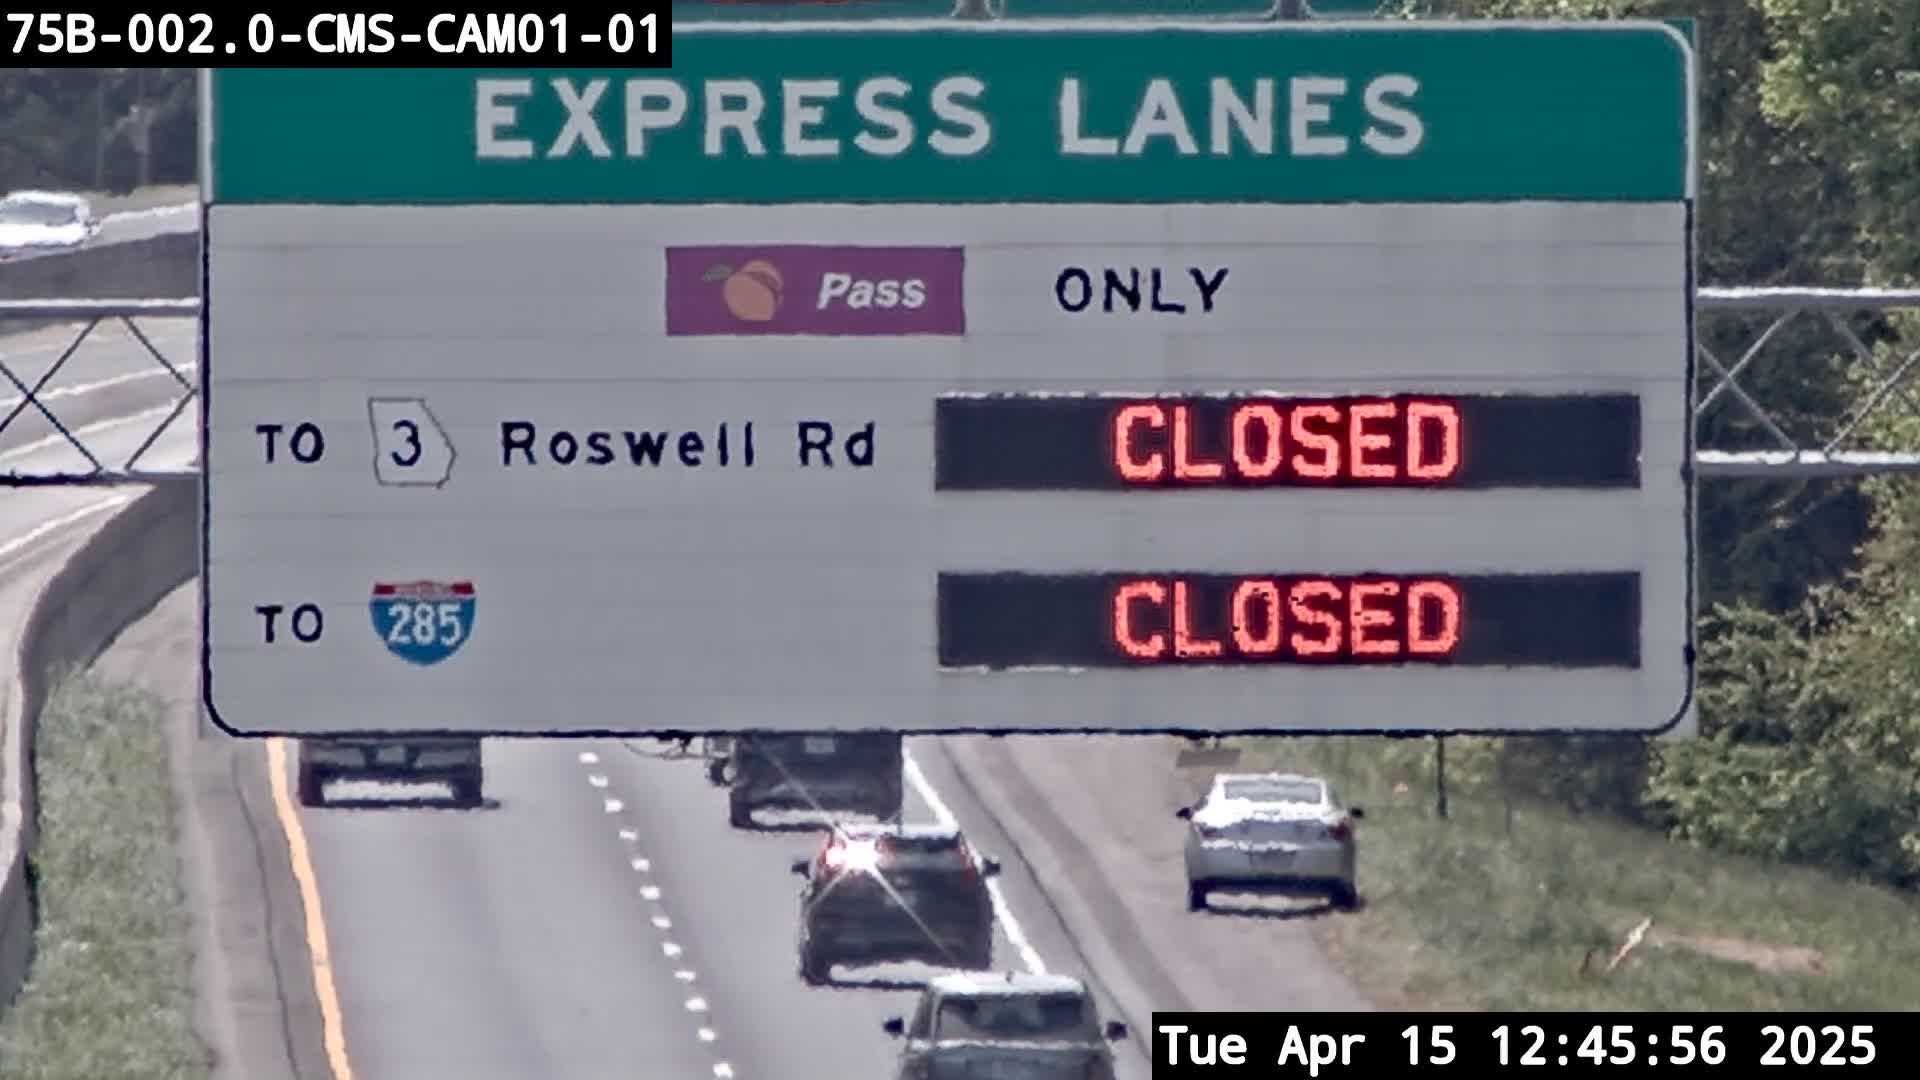 75B-002.0-CMS-CAM01-01
EXPRESS LANES
Pass ONLY
TO 3 Roswell Rd CLOSED
TO 285 CLOSED
Tue Apr 15 12:45:56 2025